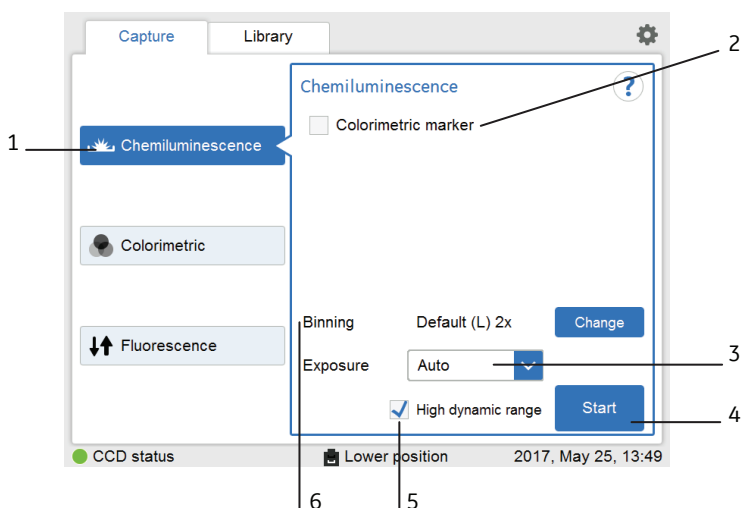 Capture
Library
2
Chemiluminescence
?
Colorimetric marker
1
Chemiluminescence
Colorimetric
Binning
Default (L) 2x
Change
Fluorescence
3
Exposure
Auto
High dynamic range
Start
4
CCD status
Lower position
2017, May 25, 13:49
6
5